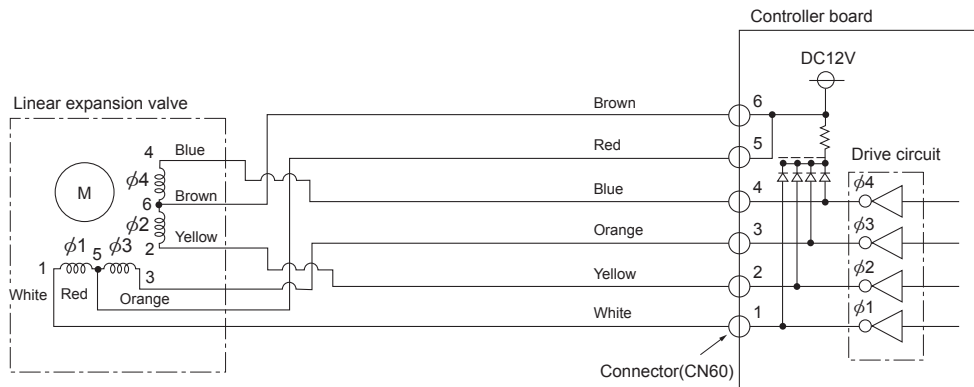 Controller board
DC12V
Linear expansion valve
Brown
6
Red
5
4
Blue
Drive circuit
ϕ4
M
ϕ4
Brown
6
Blue
4
ϕ2
Orange
3
ϕ3
Yellow
2
ϕ1
5
ϕ3
1
3
Yellow
2
ϕ2
White
Red
Orange
White
1
ϕ1
Connector(CN60)